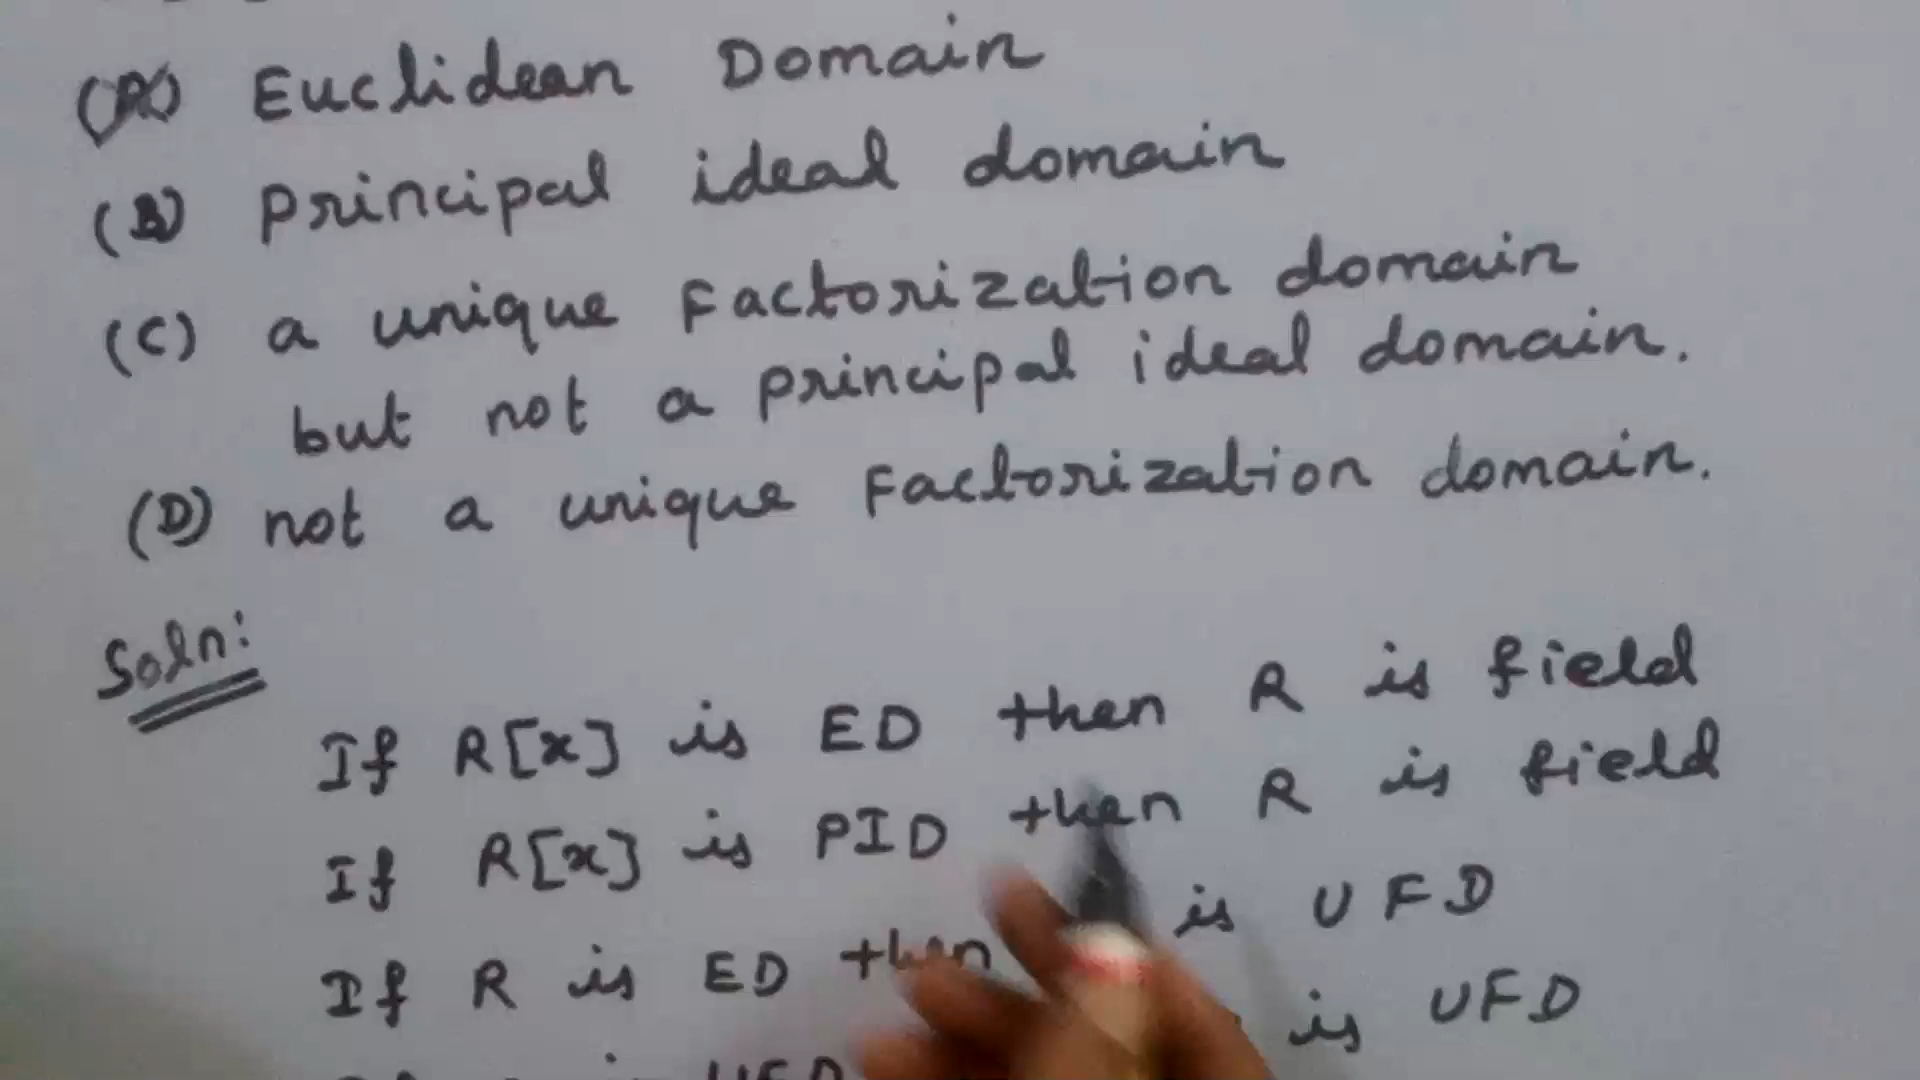 (A) Euclidean Domain
(B) Principal ideal domain
(C) a unique Factorization domain
but not a principal ideal domain.
(D) not a unique Factorization domain.
Soln:
If R[x] is ED then R is field
If R[x] is PID then R is field
If R is ED then is UFD
is UFD